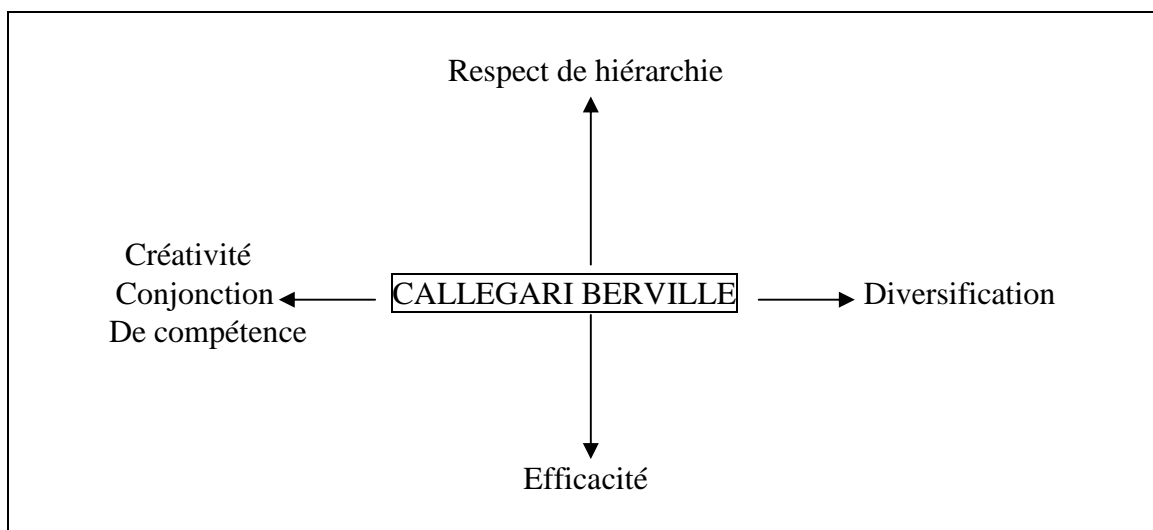 Respect de hiérarchie
Créativité
Conjonction
De compétence
CALLEGARI BERVILLE
Diversification
Efficacité